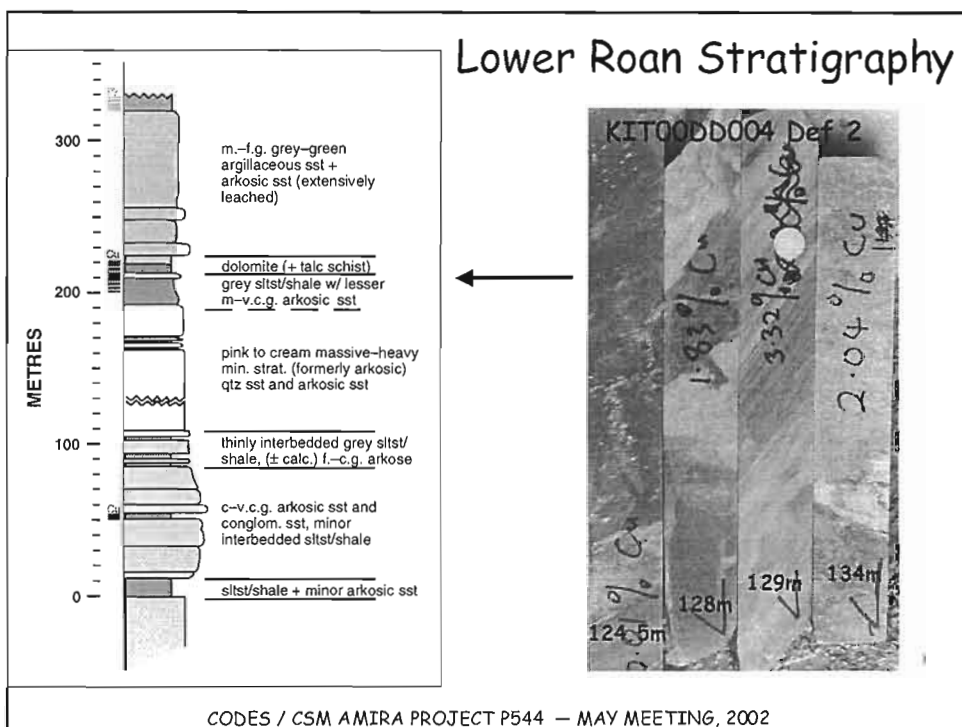 Lower Roan Stratigraphy
METRES
300
200
100
0
Cu
Cu
m.–f.g. grey–green
argillaceous sst +
arkosic sst (extensively
leached)
dolomite (+ talc schist)
grey sltst/shale w/ lesser
m–v.c.g. arkosic sst
pink to cream massive–heavy
min. strat. (formerly arkosic)
qtz sst and arkosic sst
thinly interbedded grey sltst/
shale, (± calc.) f.–c.g. arkose
c–v.c.g. arkosic sst and
conglom. sst, minor
interbedded sltst/shale
sltst/shale + minor arkosic sst
KIT00DD004 Def 2
% Cu
1.83% Cu
3.32% Cu
2.04% Cu
124.5m
128m
129m
134m
CODES / CSM AMIRA PROJECT P544 – MAY MEETING, 2002